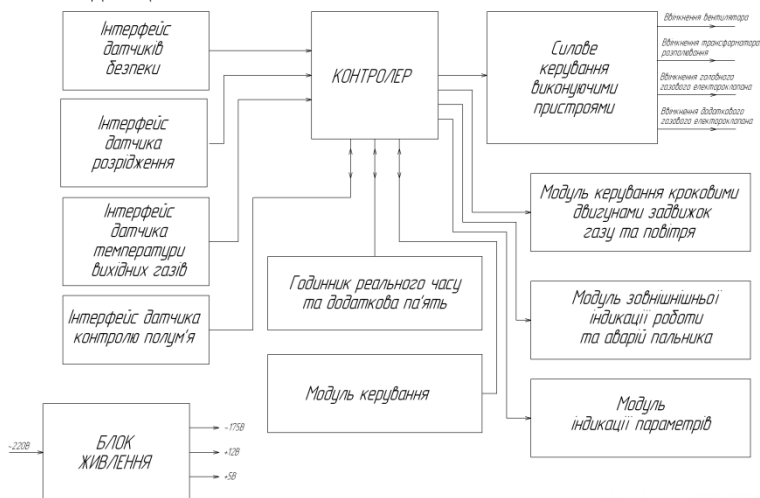 Інтерфейс
датчиків
безпеки
КОНТРОЛЕР
Силове
керування
виконуючими
пристроями
Ввімкнення вентилятора
Ввімкнення трансформатора
розпалювання
Ввімкнення головного
газового електроклапана
Ввімкнення додаткового
газового електороклапана
Інтерфейс
датчика
розрідження
Інтерфейс
датчика
температури
вихідних газів
Інтерфейс датчика
контролю полум'я
Годинник реального часу
та додаткова па'ять
Модуль керування
Модуль керування кроковими
двигунами задвижок
газу та повітря
Модуль зовнішнішньої
індикації роботи
та аварій пальника
Модуль
індикації параметрів
~220В
БЛОК
ЖИВЛЕННЯ
~175В
+12В
+5В